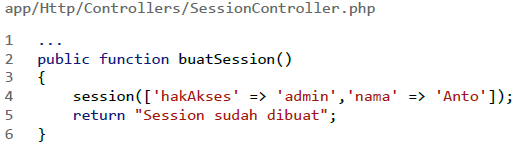 app/Http/Controllers/SessionController.php
1 ...
2 public function buatSession()
3 {
4     session(['hakAkses' => 'admin','nama' => 'Anto']);
5     return "Session sudah dibuat";
6 }